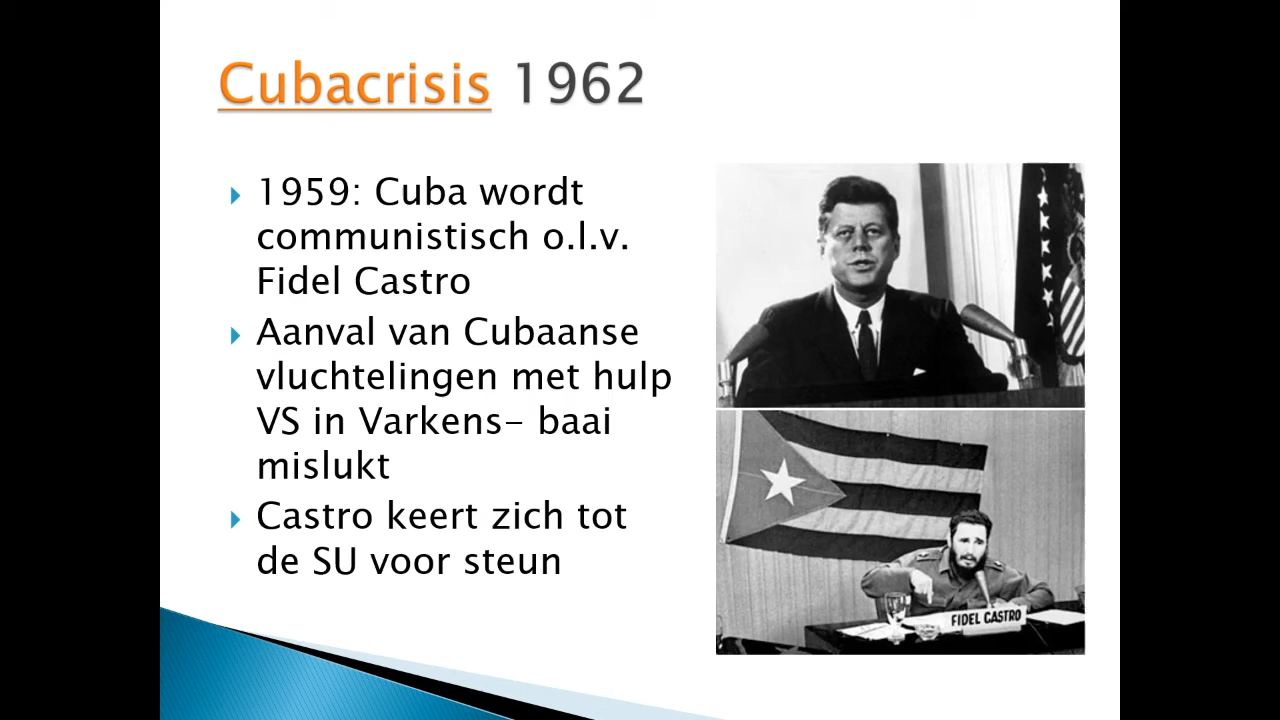 Cubacrisis 1962
1959: Cuba wordt
communistisch o.l.v.
Fidel Castro
Aanval van Cubaanse
vluchtelingen met hulp
VS in Varkens- baai
mislukt
Castro keert zich tot
de SU voor steun
FIDEL CASTRO